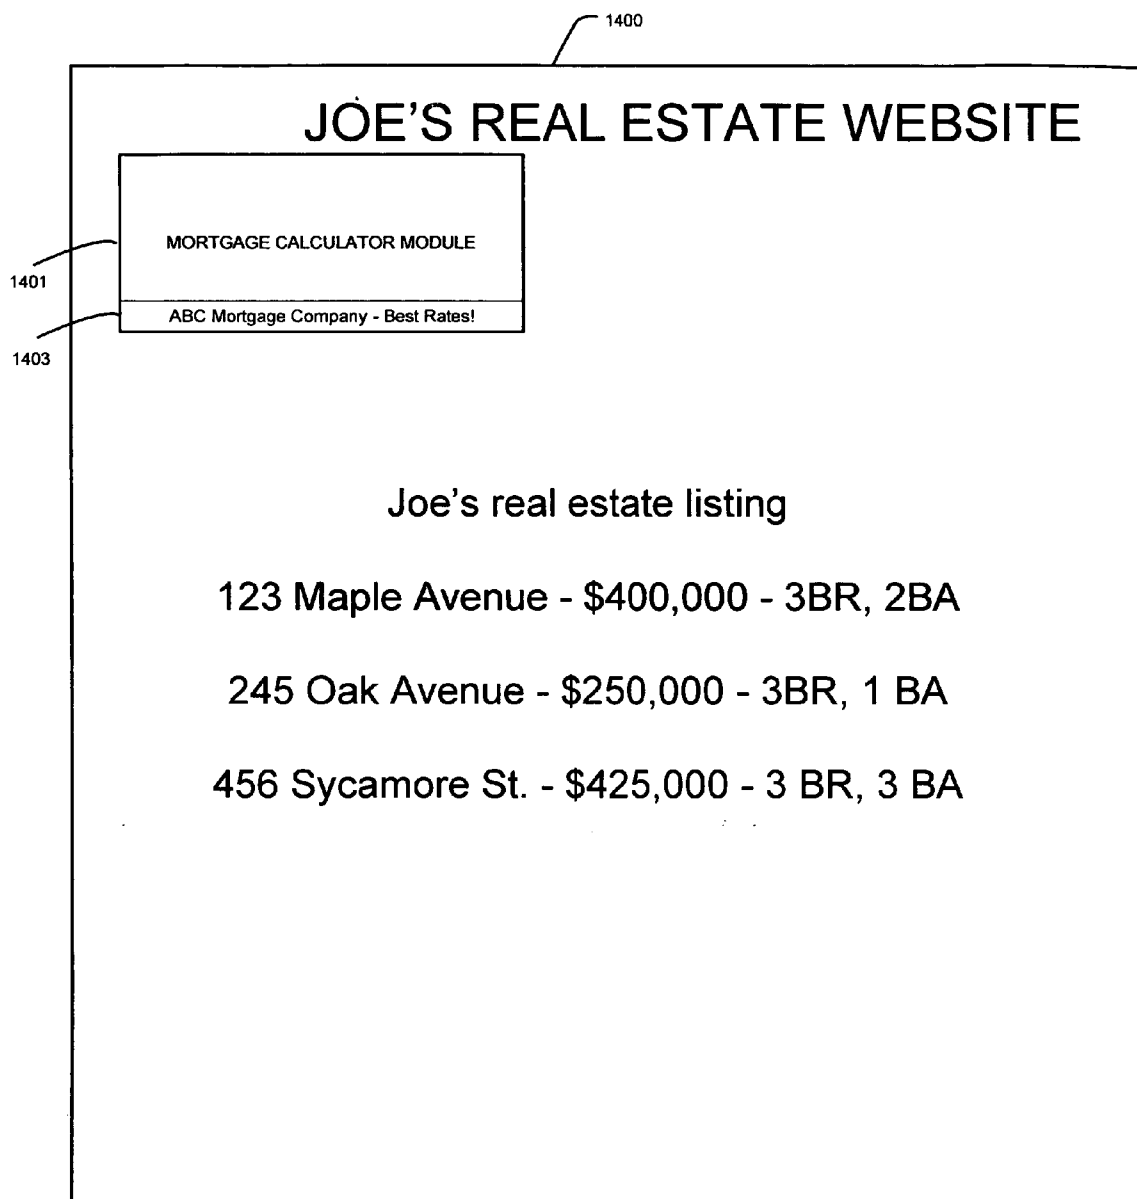 1400
JOE'S REAL ESTATE WEBSITE
MORTGAGE CALCULATOR MODULE
1401
ABC Mortgage Company - Best Rates!
1403
Joe's real estate listing
123 Maple Avenue - $400,000 - 3BR, 2BA
245 Oak Avenue - $250,000 - 3BR, 1 BA
456 Sycamore St. - $425,000 - 3 BR, 3 BA